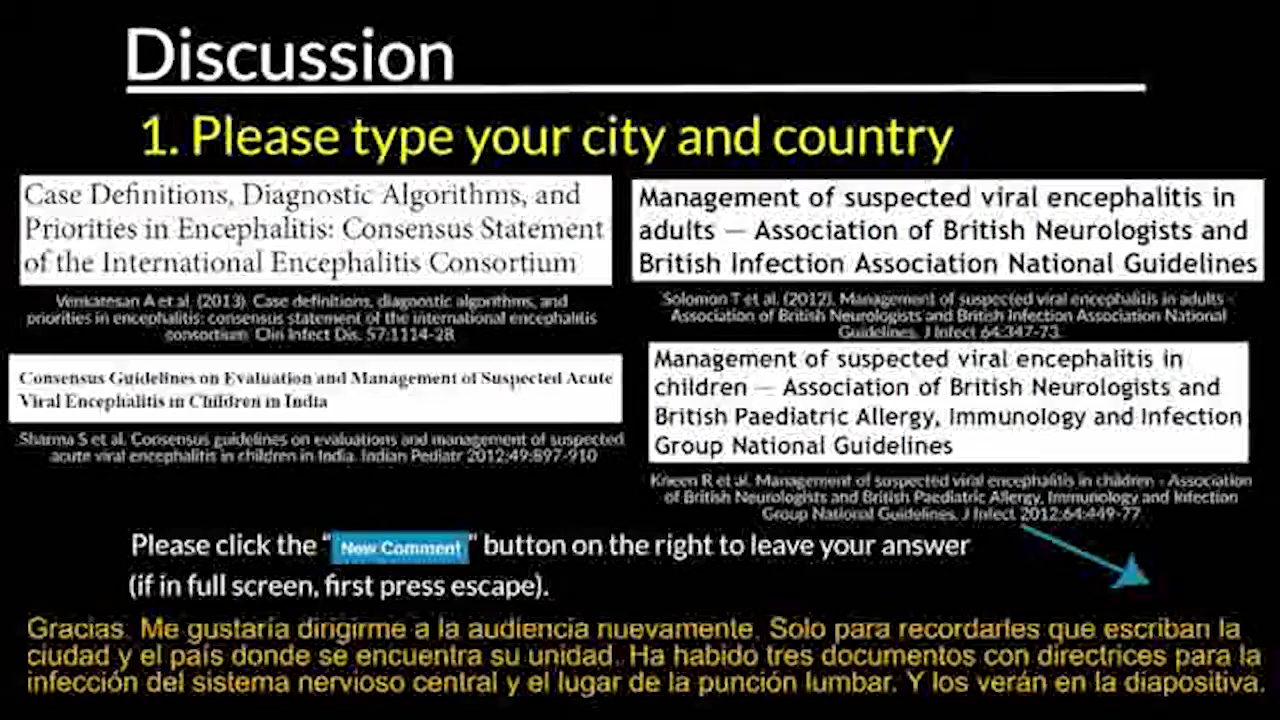 Discussion
1. Please type your city and country
Case Definitions, Diagnostic Algorithms, and
Priorities in Encephalitis: Consensus Statement
of the International Encephalitis Consortium
Venkatesan A et al. (2013). Case definitions, diagnostic algorithms, and
priorities in encephalitis: consensus statement of the international encephalitis
consortium. Clin Infect Dis. 57:1114-28
Management of suspected viral encephalitis in
adults — Association of British Neurologists and
British Infection Association National Guidelines
Solomon T et al. (2012). Management of suspected viral encephalitis in adults -
Association of British Neurologists and British Infection Association National
Guidelines. J Infect 64:347-73.
Consensus Guidelines on Evaluation and Management of Suspected Acute
Viral Encephalitis in Children in India
Sharma S et al. Consensus guidelines on evaluations and management of suspected
acute viral encephalitis in children in India. Indian Pediatr 2012;49:897-910
Management of suspected viral encephalitis in
children — Association of British Neurologists and
British Paediatric Allergy, Immunology and Infection
Group National Guidelines
Kneen R et al. Management of suspected viral encephalitis in children - Association
of British Neurologists and British Paediatric Allergy, Immunology and Infection
Group National Guidelines. J Infect 2012;64:449-77
Please click the "New Comment" button on the right to leave your answer
(if in full screen, first press escape).
Gracias. Me gustaría dirigirme a la audiencia nuevamente. Sólo para recordarles que escriban la
ciudad y el país donde se encuentra su unidad. Ha habido tres documentos con directrices para la
infección del sistema nervioso central y el lugar de la punción lumbar. Y los verán en la diapositiva.